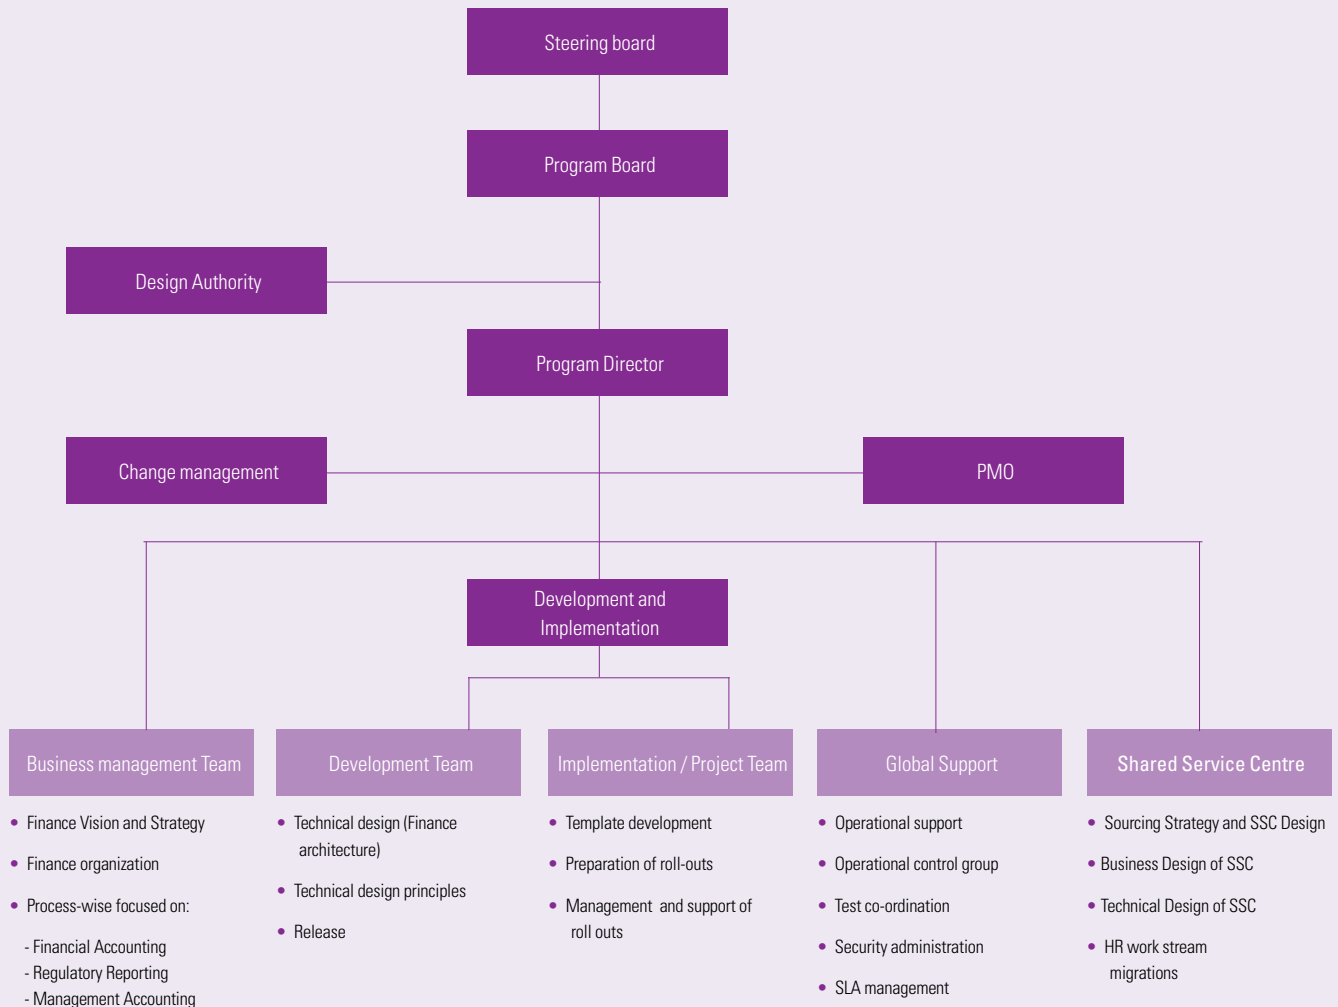 Steering board
Program Board
Design Authority
Program Director
Change management
PMO
Development and
Implementation
Business management Team
• Finance Vision and Strategy
• Finance organization
• Process-wise focused on:
- Financial Accounting
- Regulatory Reporting
- Management Accounting
Development Team
• Technical design (Finance
architecture)
• Technical design principles
• Release
Implementation / Project Team
• Template development
• Preparation of roll-outs
• Management and support of
roll outs
Global Support
• Operational support
• Operational control group
• Test co-ordination
• Security administration
• SLA management
Shared Service Centre
• Sourcing Strategy and SSC Design
• Business Design of SSC
• Technical Design of SSC
• HR work stream
migrations